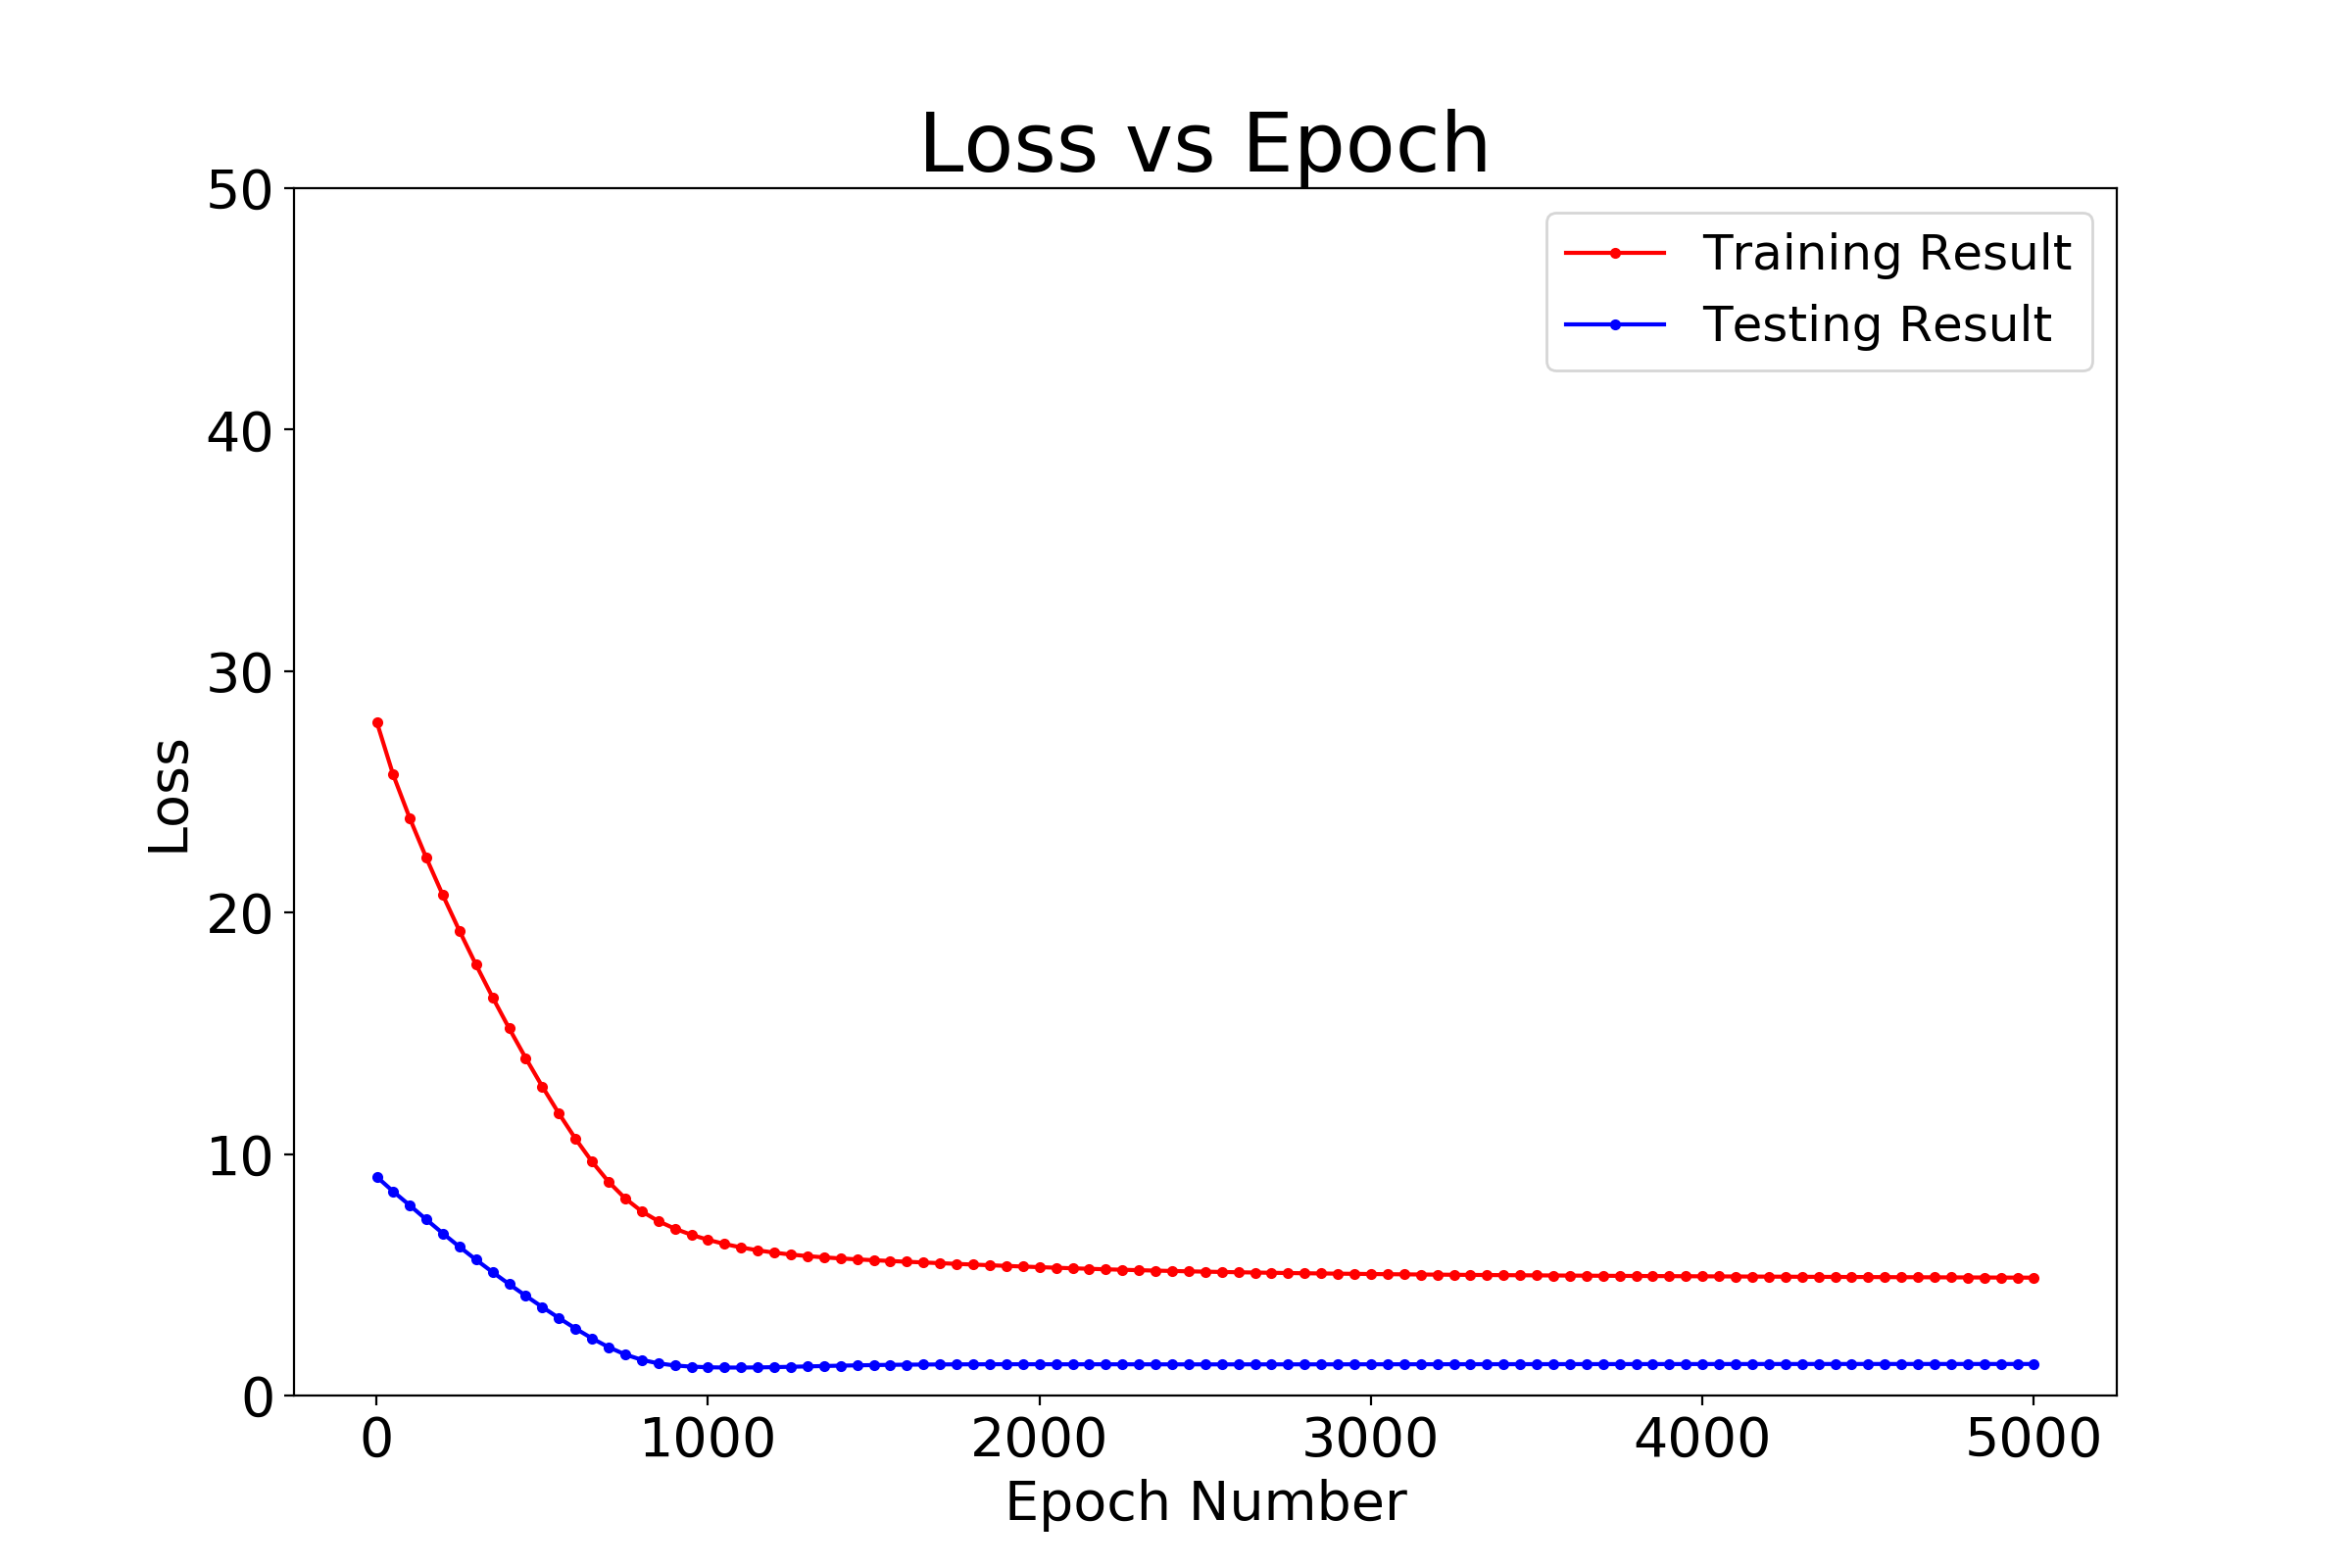 Loss vs Epoch
Training Result
Testing Result
50
40
30
20
10
0
Loss
0 1000 2000 3000 4000 5000
Epoch Number